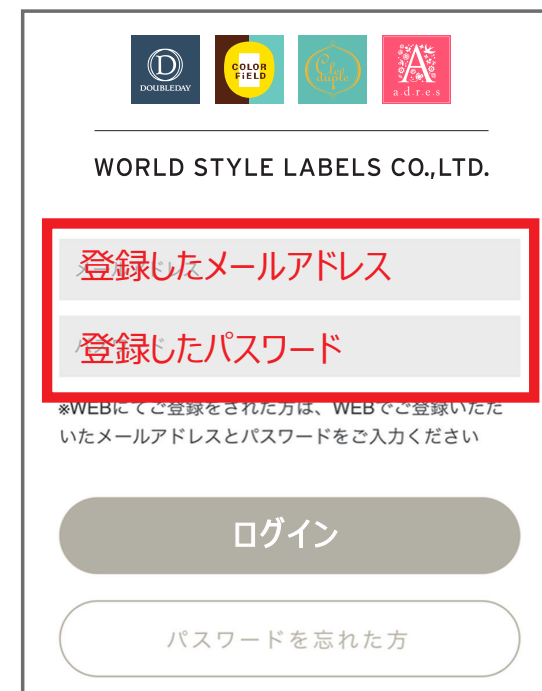 D
DOUBLEDAY
COLOR
FiELD
A
a.d.r.e.s
WORLD STYLE LABELS CO.,LTD.
登録したメールアドレス
登録したパスワード
※WEBにてご登録をされた方は、WEBでご登録いただ
いたメールアドレスとパスワードをご入力ください
ログイン
パスワードを忘れた方